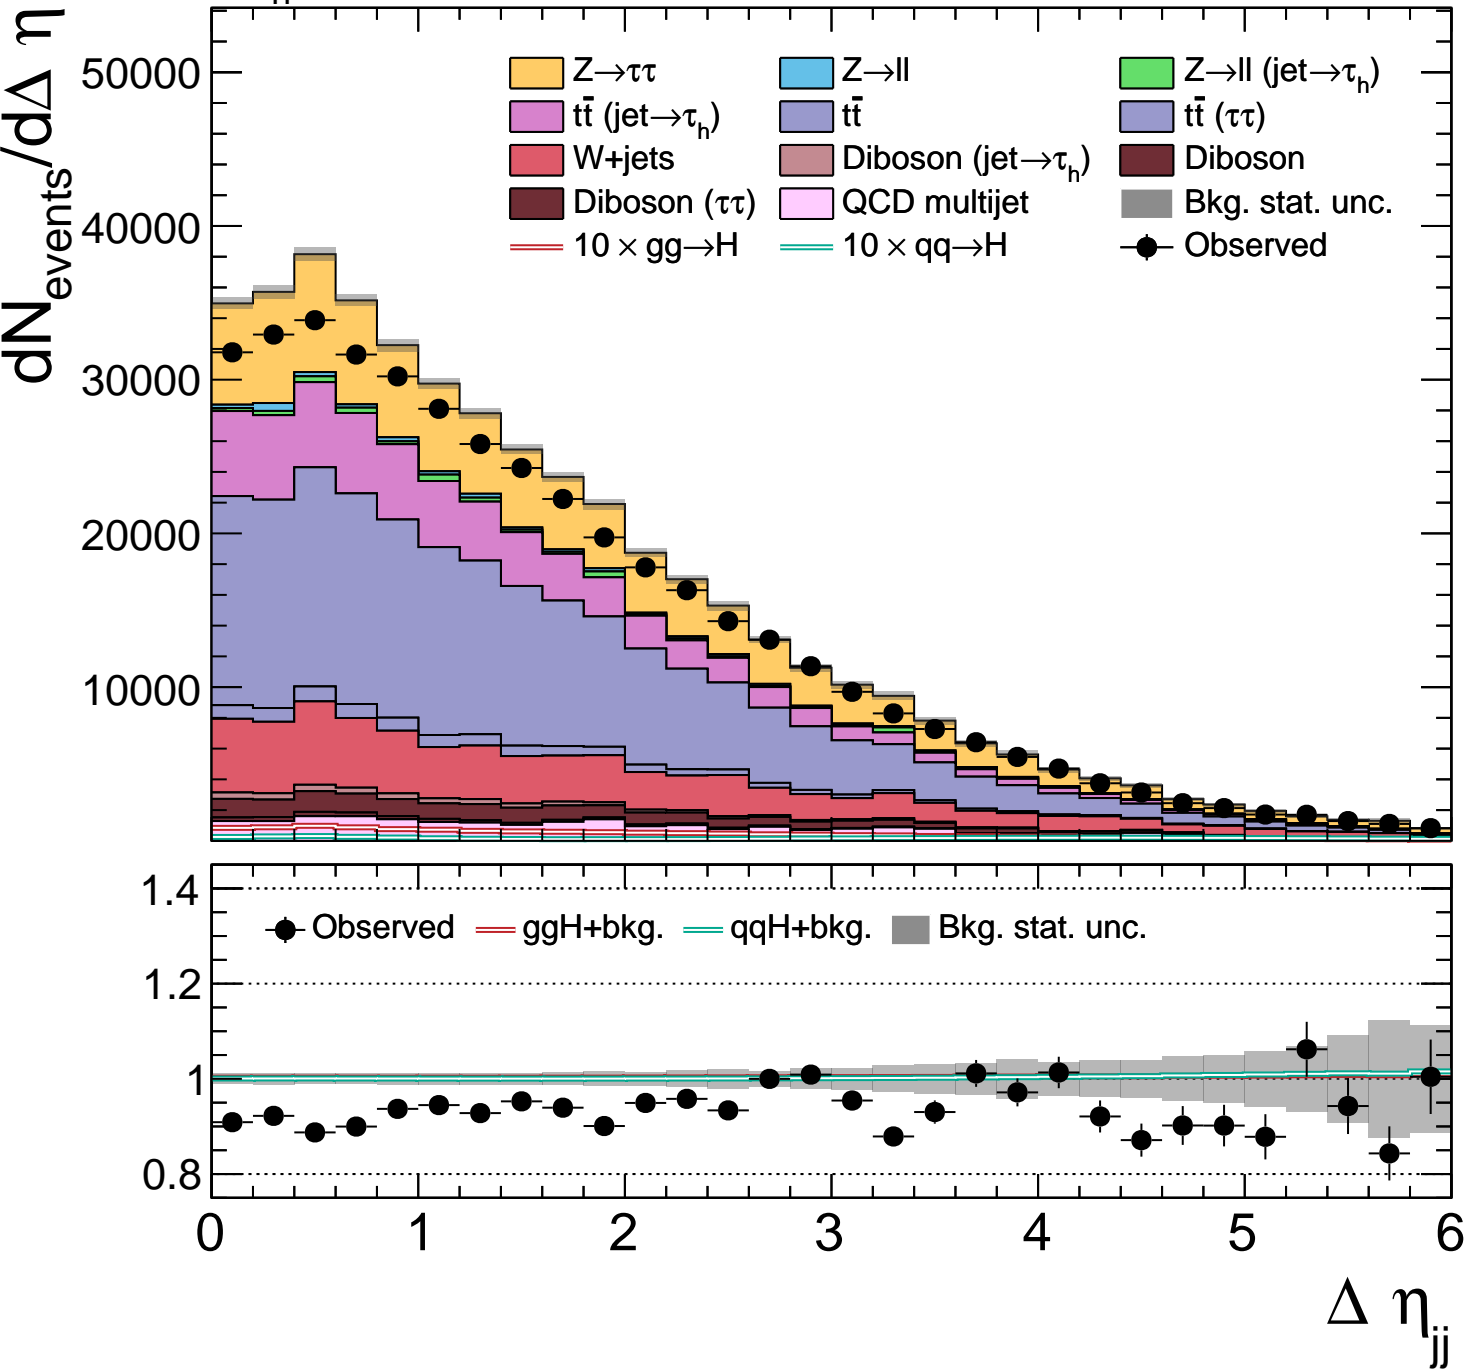 dN_events/dΔ η
50000
40000
30000
20000
10000
Z→ττ Z→ll Z→ll (jet→τ_h)
tt̄ (jet→τ_h) tt̄ tt̄ (ττ)
W+jets Diboson (jet→τ_h) Diboson
Diboson (ττ) QCD multijet Bkg. stat. unc.
10 × gg→H 10 × qq→H Observed
1.4
1.2
1
0.8
Observed ggH+bkg. qqH+bkg. Bkg. stat. unc.
0 1 2 3 4 5 6
Δ η_jj